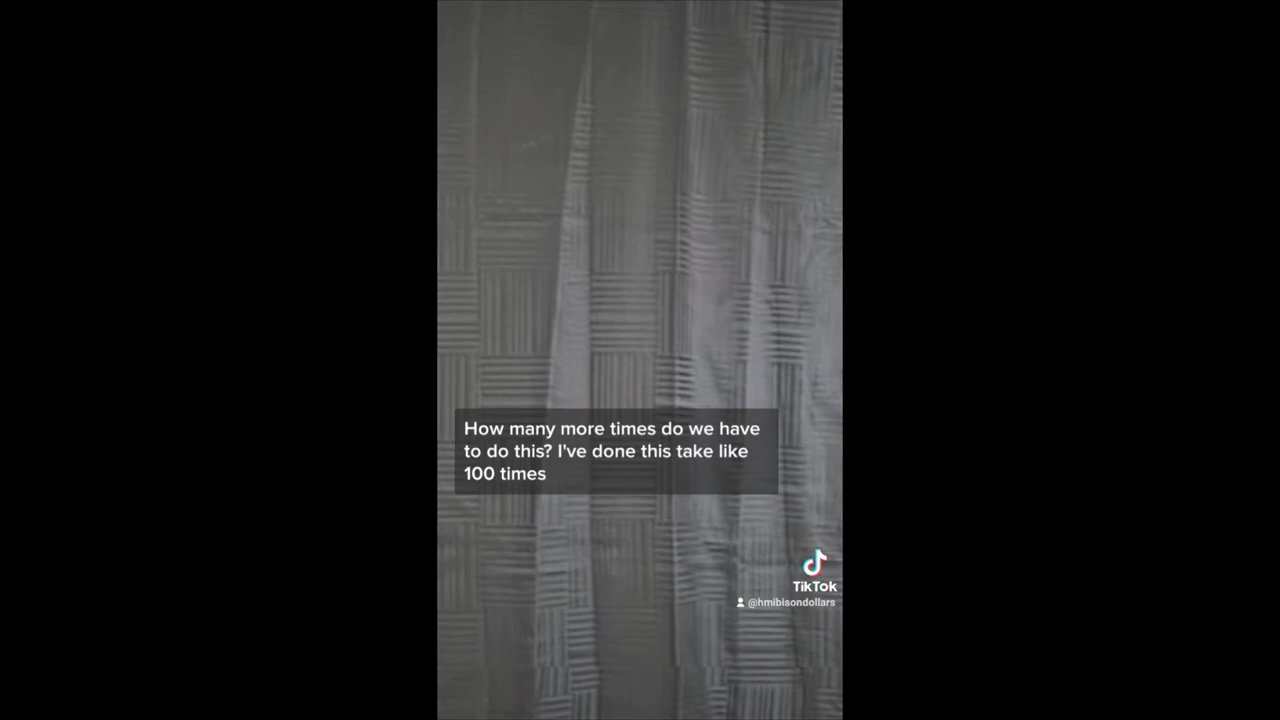 How many more times do we have
to do this? I've done this take like
100 times
TikTok
@hmibisondollars